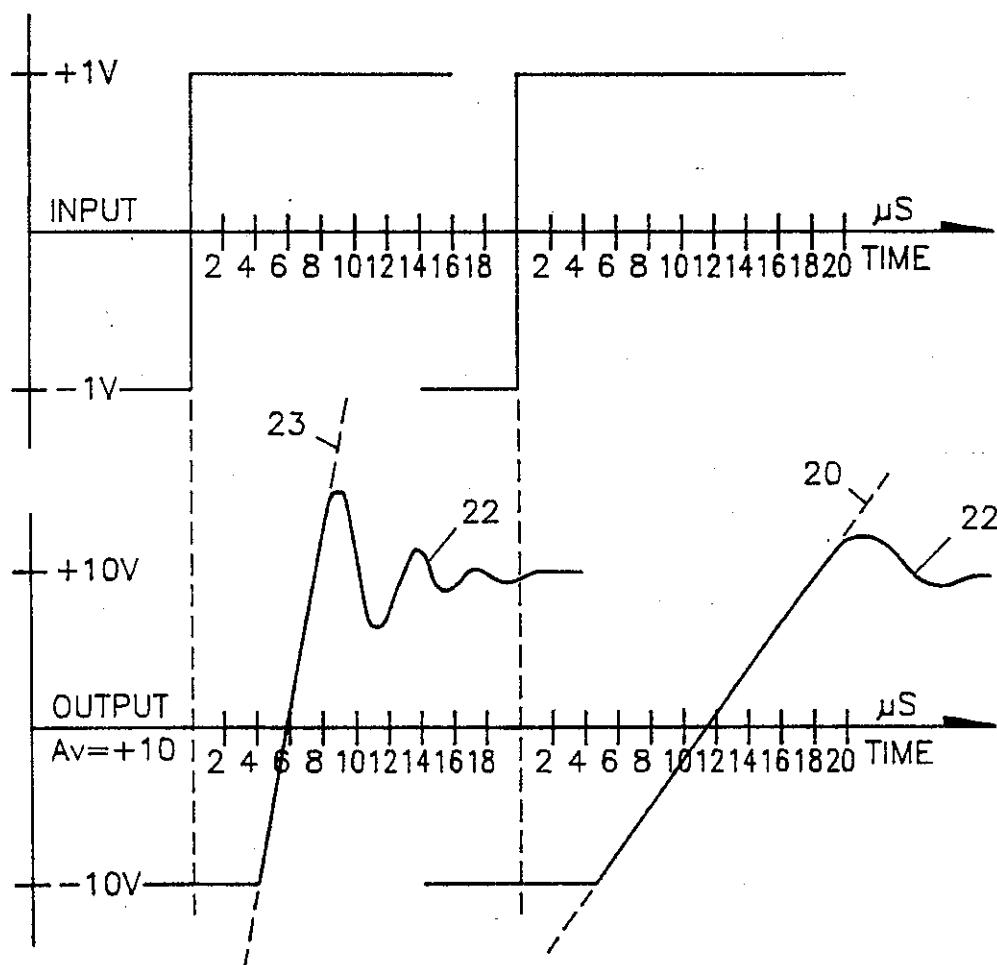 +1V
INPUT
µS
2 4 6 8 10 12 14 16 18 2 4 6 8 10 12 14 16 18 20 TIME
−1V
23
20
22
22
+10V
OUTPUT
µS
Av=+10 2 4 6 8 10 12 14 16 18 2 4 6 8 10 12 14 16 18 20 TIME
−10V